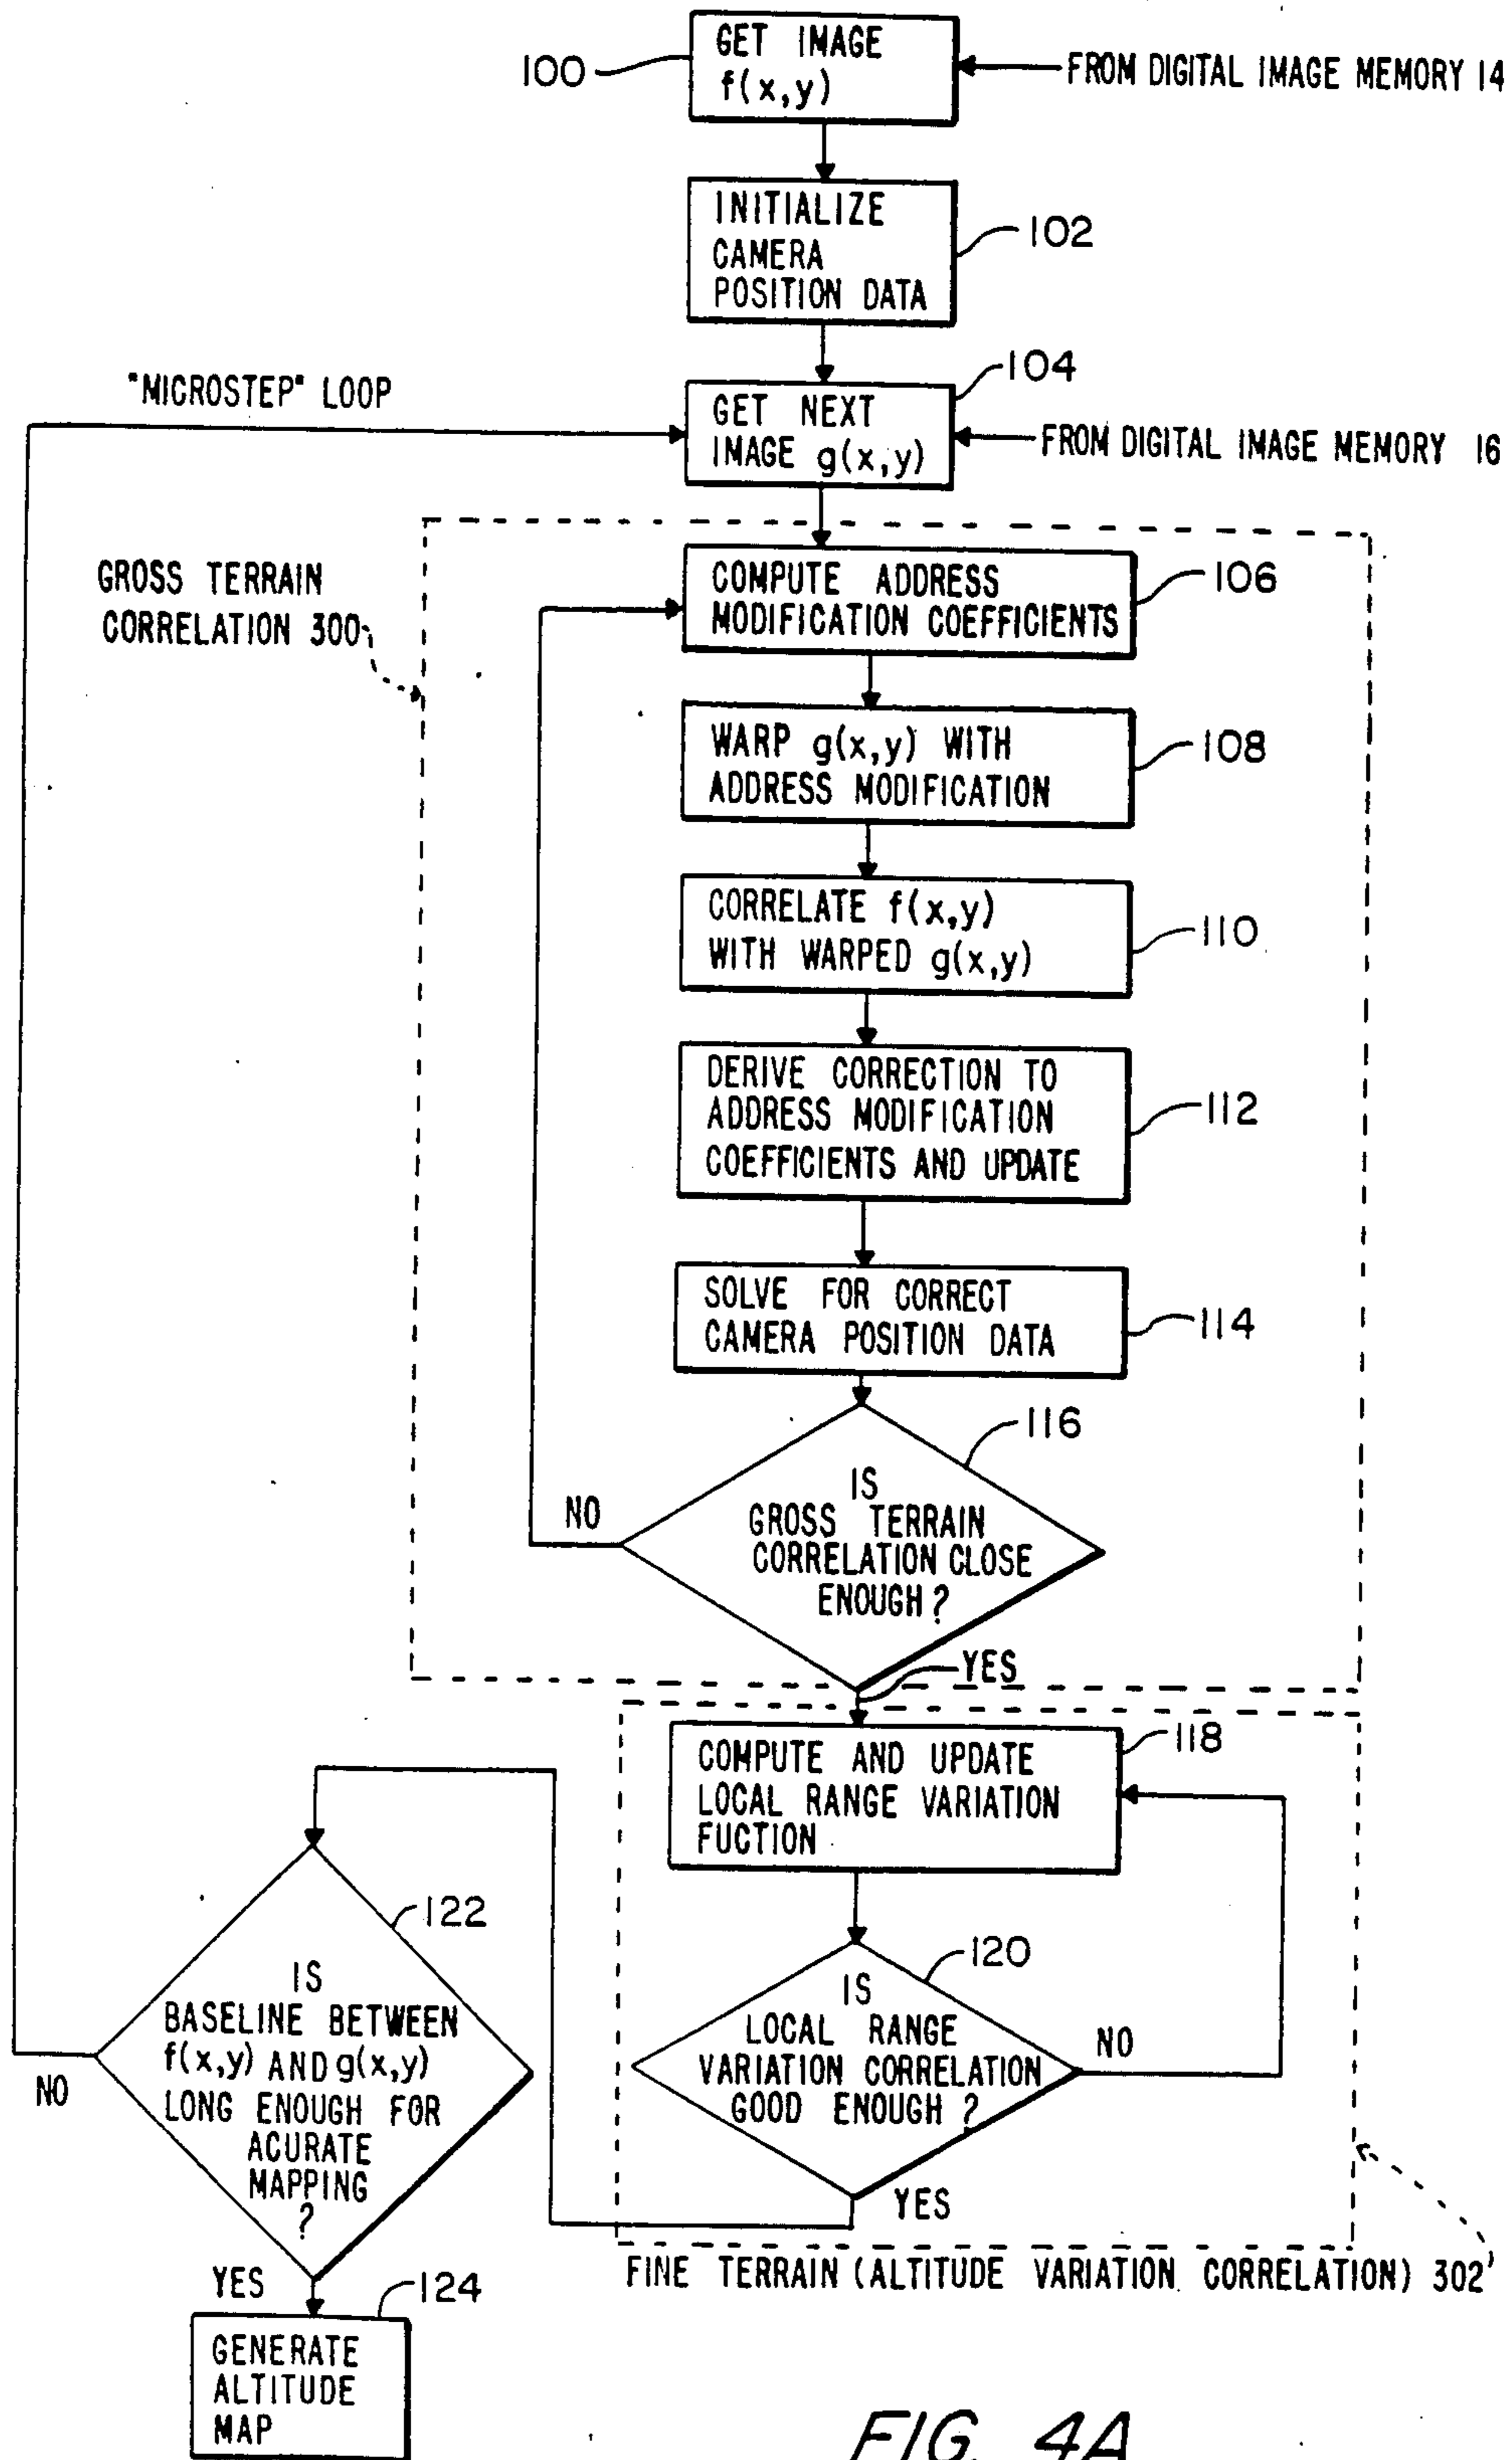 GET IMAGE
f(x,y)
100
FROM DIGITAL IMAGE MEMORY 14
INITIALIZE
CAMERA
POSITION DATA
102
"MICROSTEP" LOOP
104
GET NEXT
IMAGE g(x,y)
FROM DIGITAL IMAGE MEMORY 16
GROSS TERRAIN
CORRELATION 300
COMPUTE ADDRESS
MODIFICATION COEFFICIENTS
106
WARP g(x,y) WITH
ADDRESS MODIFICATION
108
CORRELATE f(x,y)
WITH WARPED g(x,y)
110
DERIVE CORRECTION TO
ADDRESS MODIFICATION
COEFFICIENTS AND UPDATE
112
SOLVE FOR CORRECT
CAMERA POSITION DATA
114
116
IS
GROSS TERRAIN
CORRELATION CLOSE
ENOUGH?
NO
YES
COMPUTE AND UPDATE
LOCAL RANGE VARIATION
FUCTION
118
120
IS
LOCAL RANGE
VARIATION CORRELATION
GOOD ENOUGH ?
NO
YES
122
IS
BASELINE BETWEEN
f(x,y) AND g(x,y)
LONG ENOUGH FOR
ACURATE
MAPPING
?
NO
YES
FINE TERRAIN (ALTITUDE VARIATION CORRELATION) 302
124
GENERATE
ALTITUDE
MAP
FIG. 4A